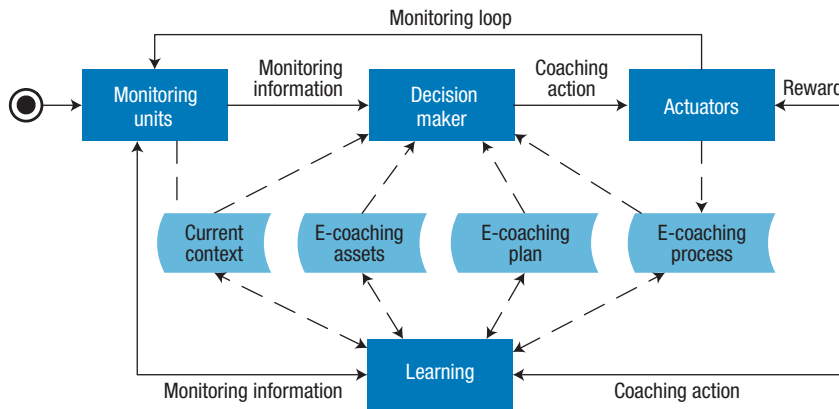 Monitoring loop
Monitoring
units
Monitoring
information
Decision
maker
Coaching
action
Actuators
Reward
Current
context
E-coaching
assets
E-coaching
plan
E-coaching
process
Monitoring information
Learning
Coaching action